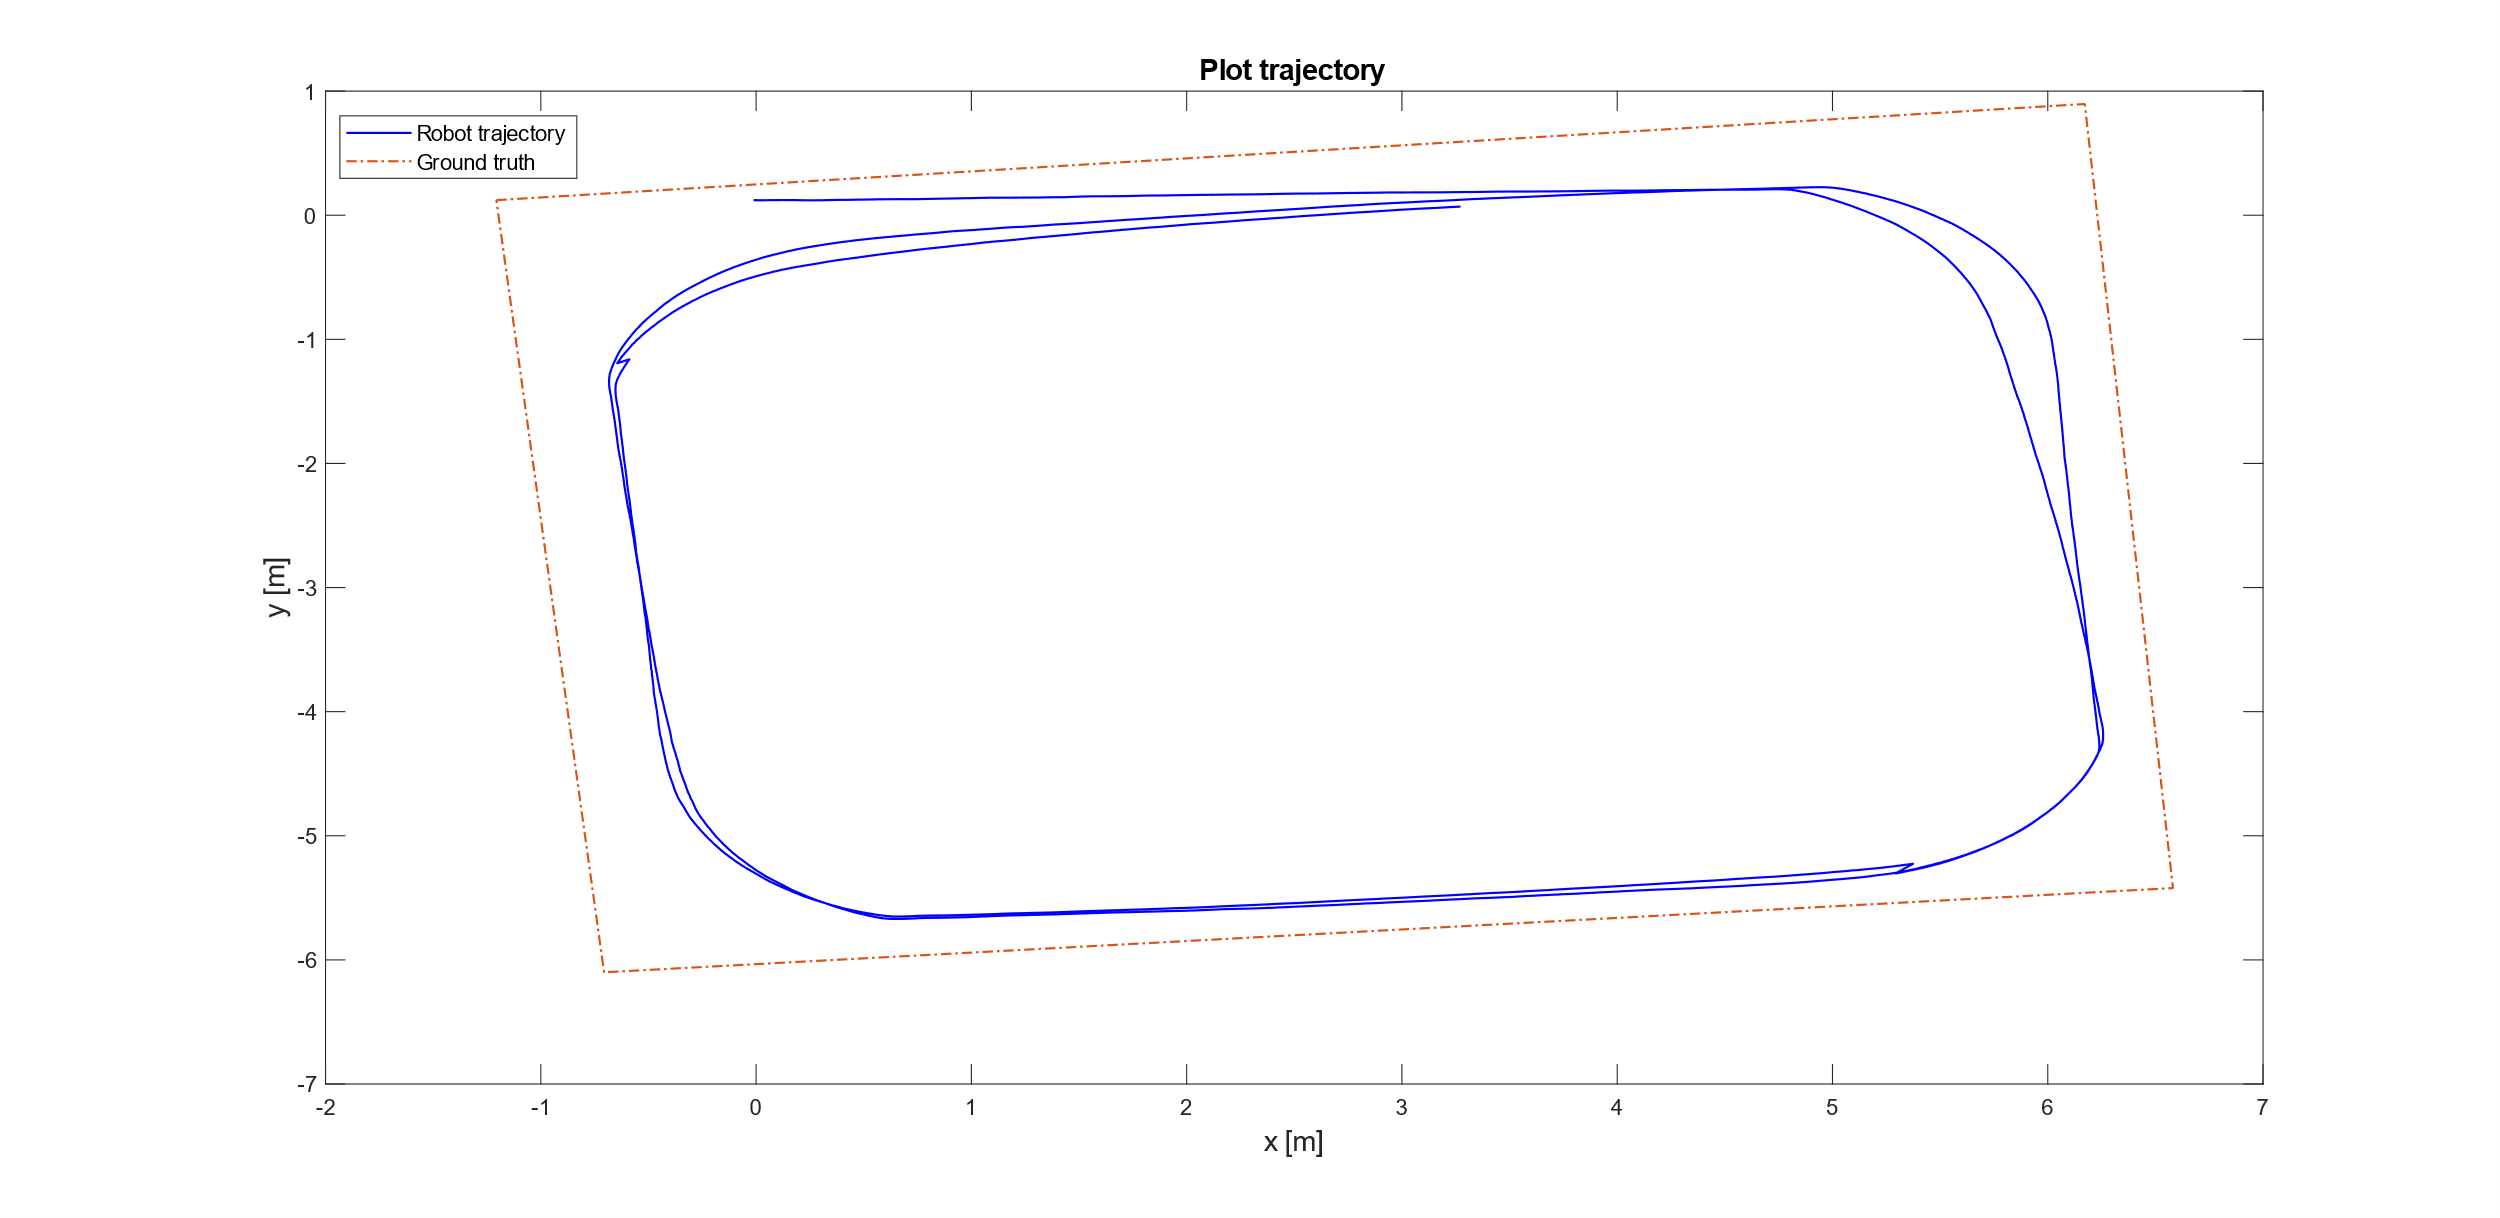 Plot trajectory
Robot trajectory
Ground truth
1
0
-1
-2
-3
-4
-5
-6
-7
y [m]
-2 -1 0 1 2 3 4 5 6 7
x [m]